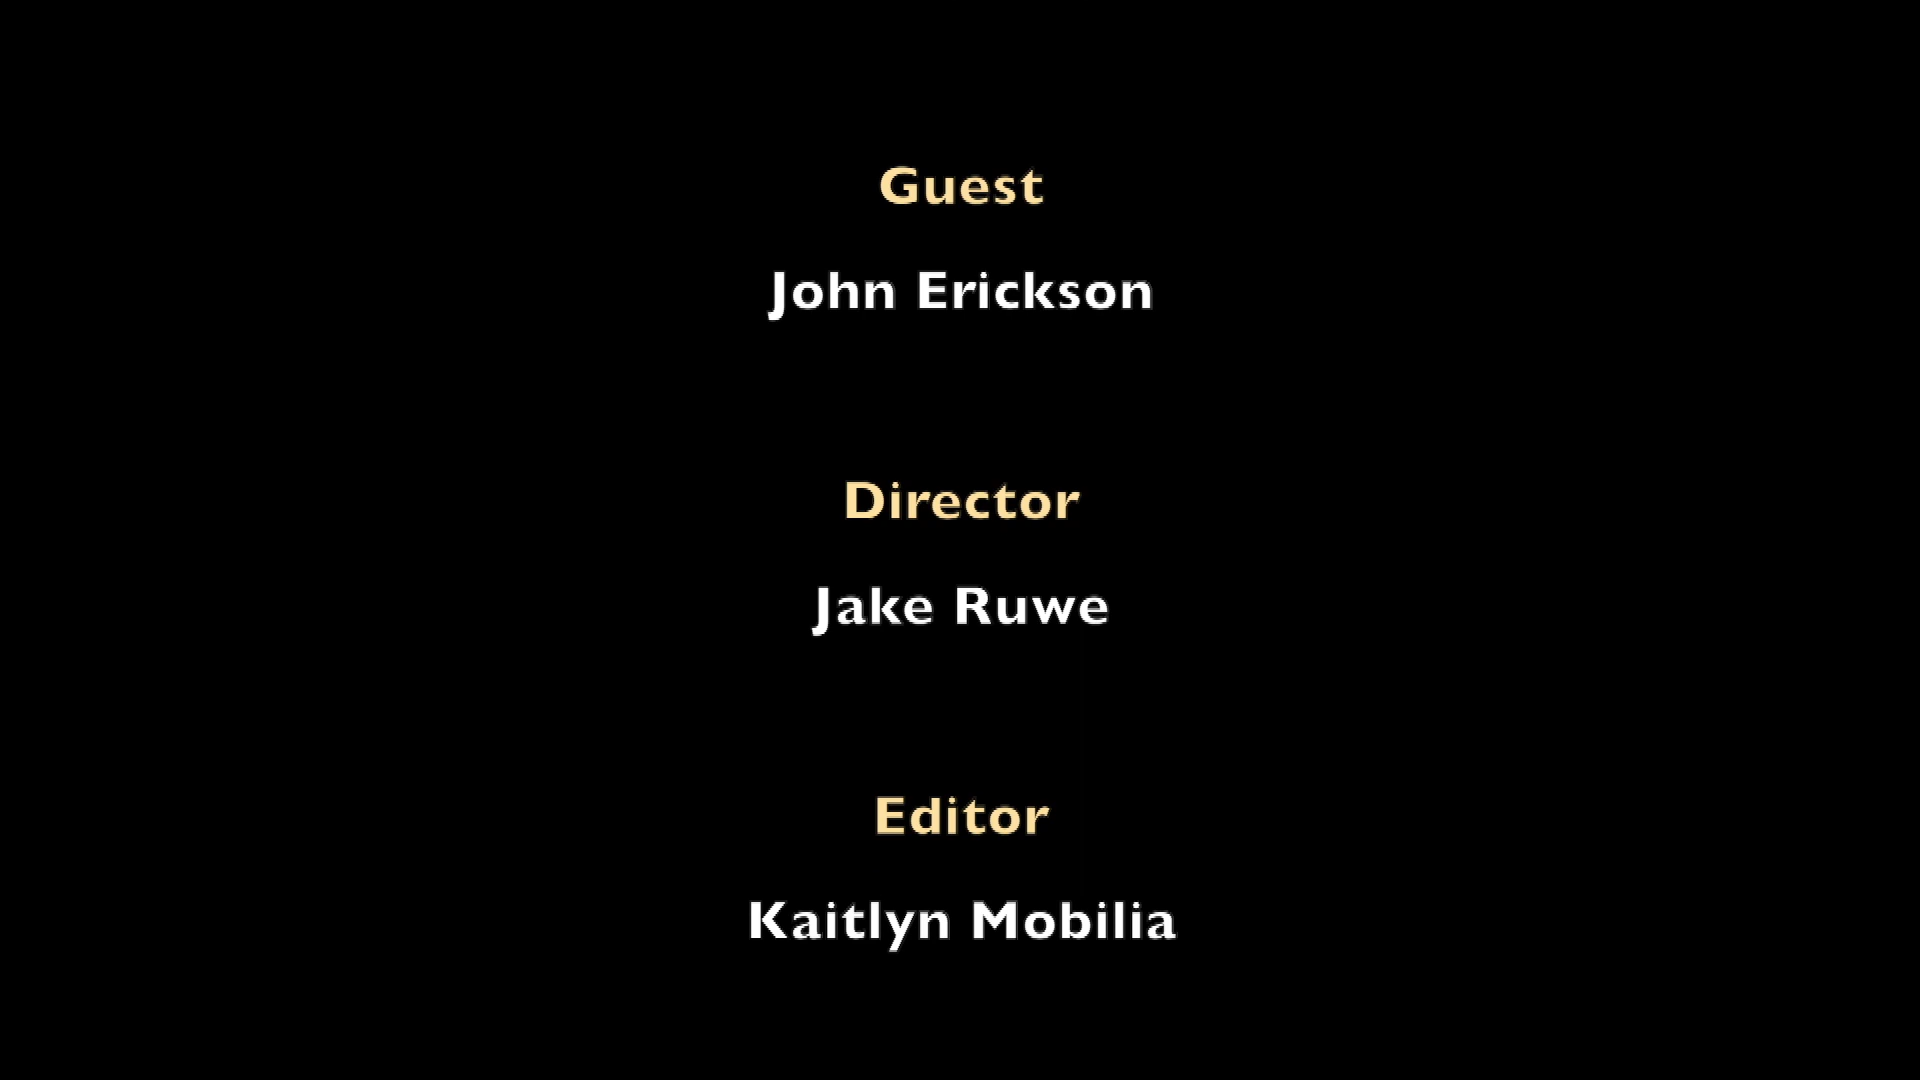 Guest
John Erickson
Director
Jake Ruwe
Editor
Kaitlyn Mobilia